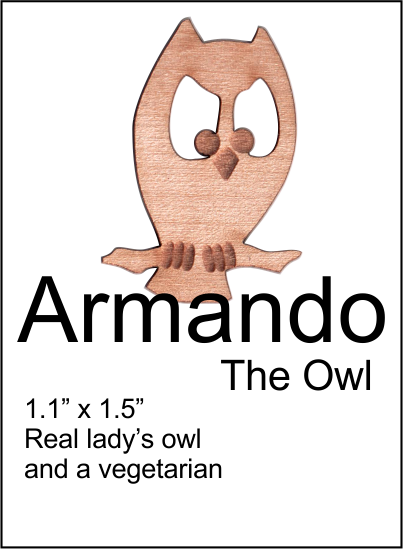 Armando
The Owl
1.1” x 1.5”
Real lady’s owl
and a vegetarian